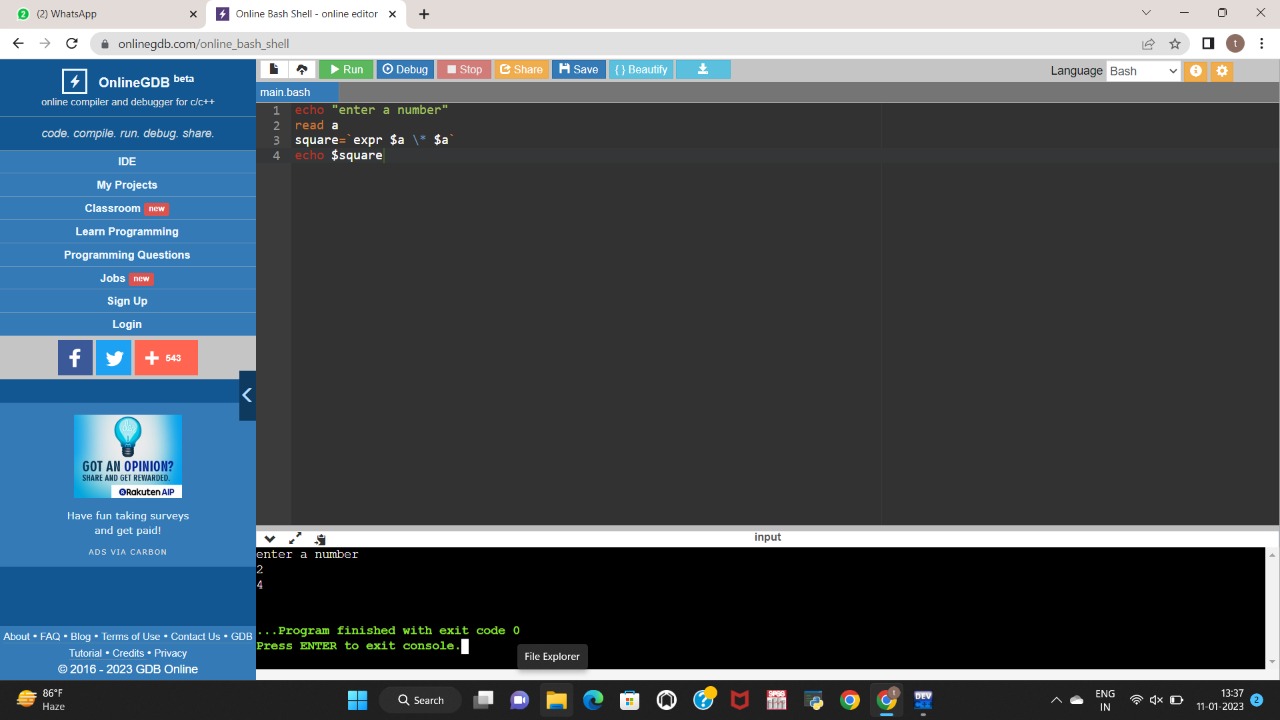 (2) WhatsApp
Online Bash Shell - online editor
onlinegdb.com/online_bash_shell
t
OnlineGDB beta
online compiler and debugger for c/c++
code. compile. run. debug. share.
IDE
My Projects
Classroom new
Learn Programming
Programming Questions
Jobs new
Sign Up
Login
543
GOT AN OPINION?
SHARE AND GET REWARDED.
Rakuten AIP
Have fun taking surveys
and get paid!
ADS VIA CARBON
About • FAQ • Blog • Terms of Use • Contact Us • GDB
Tutorial • Credits • Privacy
© 2016 - 2023 GDB Online
Run Debug Stop Share Save { } Beautify
Language Bash
main.bash
1 echo "enter a number"
2 read a
3 square=`expr $a \* $a`
4 echo $square
input
enter a number
2
4
...Program finished with exit code 0
Press ENTER to exit console.
File Explorer
86°F
Haze
Search
DEV
ENG
IN
13:37
11-01-2023
2